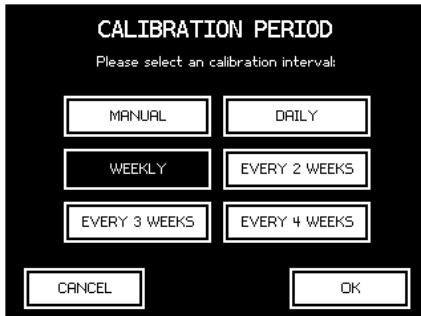 CALIBRATION PERIOD
Please select an calibration interval:
MANUAL
DAILY
WEEKLY
EVERY 2 WEEKS
EVERY 3 WEEKS
EVERY 4 WEEKS
CANCEL
OK